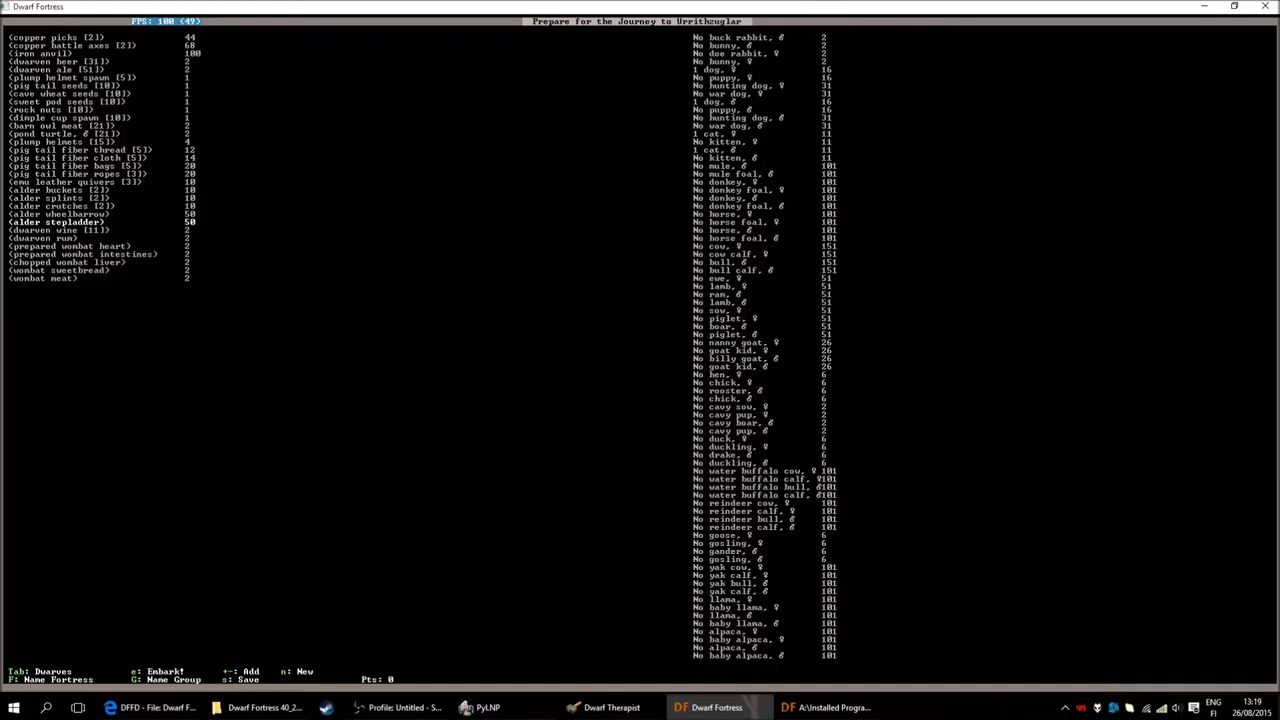 Dwarf Fortress
FPS: 100 (49)
Prepare for the Journey to Urrithzuglar
(copper picks [2]) 44
(copper battle axes [2]) 68
(iron anvil) 100
(dwarven beer [31]) 2
(dwarven ale [51]) 2
(plump helmet spawn [5]) 1
(pig tail seeds [10]) 1
(cave wheat seeds [10]) 1
(sweet pod seeds [10]) 1
(rock nuts [10]) 1
(dimple cup spawn [10]) 1
(barn owl meat [21]) 2
(pond turtle, ♂ [21]) 2
(plump helmets [15]) 4
(pig tail fiber thread [5]) 12
(pig tail fiber cloth [5]) 14
(pig tail fiber bags [5]) 20
(pig tail fiber ropes [3]) 20
(emu leather quivers [3]) 10
(alder buckets [2]) 10
(alder splints [2]) 10
(alder crutches [2]) 10
(alder wheelbarrow) 50
(alder stepladder) 50
(dwarven wine [11]) 2
(dwarven rum) 2
(prepared wombat heart) 2
(prepared wombat intestines) 2
(chopped wombat liver) 2
(wombat sweetbread) 2
(wombat meat) 2
No buck rabbit, ♂ 2
No bunny, ♂ 2
No doe rabbit, ♀ 2
No bunny, ♀ 2
1 dog, ♀ 16
No puppy, ♀ 16
No hunting dog, ♀ 31
No war dog, ♀ 31
1 dog, ♂ 16
No puppy, ♂ 16
No hunting dog, ♂ 31
No war dog, ♂ 31
1 cat, ♀ 11
No kitten, ♀ 11
1 cat, ♂ 11
No kitten, ♂ 11
No mule, ♂ 101
No mule foal, ♂ 101
No donkey, ♀ 101
No donkey foal, ♀ 101
No donkey, ♂ 101
No donkey foal, ♂ 101
No horse, ♀ 101
No horse foal, ♀ 101
No horse, ♂ 101
No horse foal, ♂ 101
No cow, ♀ 151
No cow calf, ♀ 151
No bull, ♂ 151
No bull calf, ♂ 151
No ewe, ♀ 51
No lamb, ♀ 51
No ram, ♂ 51
No lamb, ♂ 51
No sow, ♀ 51
No piglet, ♀ 51
No boar, ♂ 51
No piglet, ♂ 51
No nanny goat, ♀ 26
No goat kid, ♀ 26
No billy goat, ♂ 26
No goat kid, ♂ 26
No hen, ♀ 6
No chick, ♀ 6
No rooster, ♂ 6
No chick, ♂ 6
No cavy sow, ♀ 2
No cavy pup, ♀ 2
No cavy boar, ♂ 2
No cavy pup, ♂ 2
No duck, ♀ 6
No duckling, ♀ 6
No drake, ♂ 6
No duckling, ♂ 6
No water buffalo cow, ♀ 101
No water buffalo calf, ♀101
No water buffalo bull, ♂101
No water buffalo calf, ♂101
No reindeer cow, ♀ 101
No reindeer calf, ♀ 101
No reindeer bull, ♂ 101
No reindeer calf, ♂ 101
No goose, ♀ 6
No gosling, ♀ 6
No gander, ♂ 6
No gosling, ♂ 6
No yak cow, ♀ 101
No yak calf, ♀ 101
No yak bull, ♂ 101
No yak calf, ♂ 101
No llama, ♀ 101
No baby llama, ♀ 101
No llama, ♂ 101
No baby llama, ♂ 101
No alpaca, ♀ 101
No baby alpaca, ♀ 101
No alpaca, ♂ 101
No baby alpaca, ♂ 101
Tab: Dwarves e: Embark! +-: Add n: New
F: Name Fortress G: Name Group s: Save Pts: 0
DFFD - File: Dwarf F... Dwarf Fortress 40_2... Profile: Untitled - S... PyLNP Dwarf Therapist Dwarf Fortress A:\Installed Progra...
ENG 13:19
FI 26/08/2015